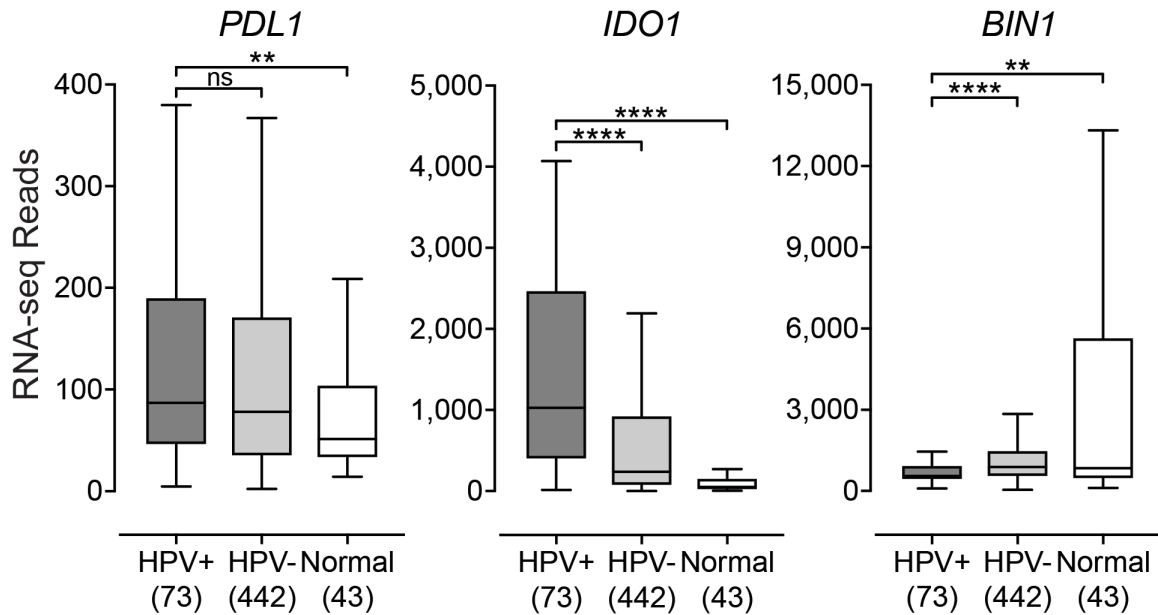 PDL1
IDO1
BIN1
RNA-seq Reads
400
300
200
100
0
**
ns
HPV+ HPV- Normal
(73) (442) (43)
5,000
4,000
3,000
2,000
1,000
0
****
****
HPV+ HPV- Normal
(73) (442) (43)
15,000
12,000
9,000
6,000
3,000
0
**
****
HPV+ HPV- Normal
(73) (442) (43)